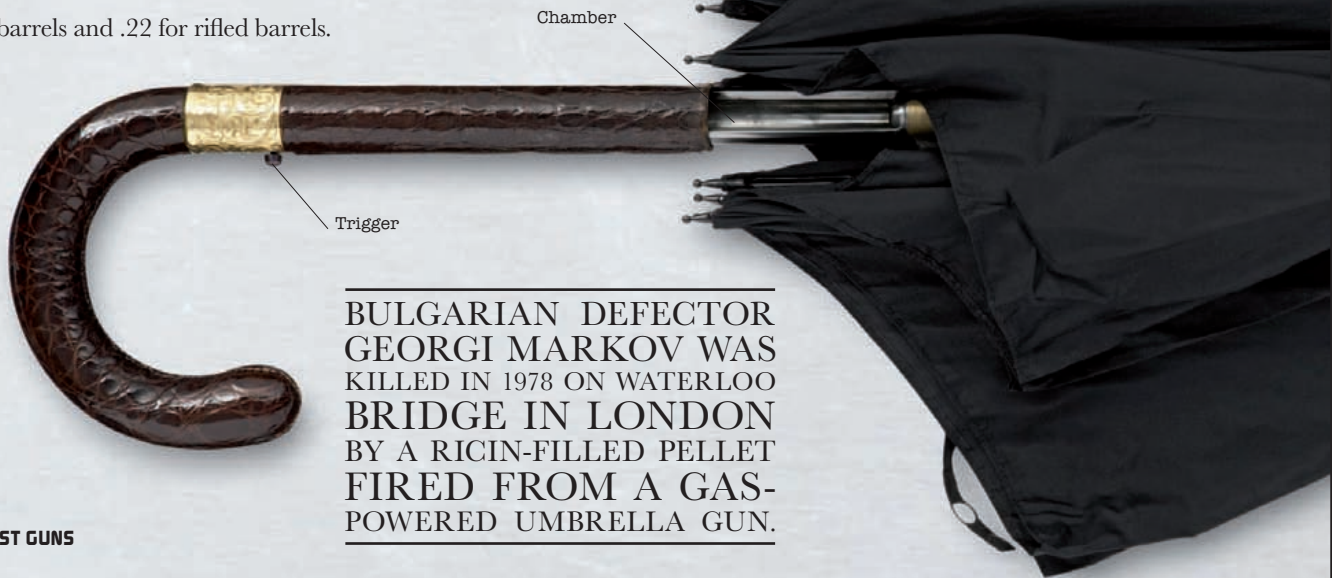 barrels and .22 for rifled barrels.
Chamber
Trigger
BULGARIAN DEFECTOR
GEORGI MARKOV WAS
KILLED IN 1978 ON WATERLOO
BRIDGE IN LONDON
BY A RICIN-FILLED PELLET
FIRED FROM A GAS-
POWERED UMBRELLA GUN.
GUNS